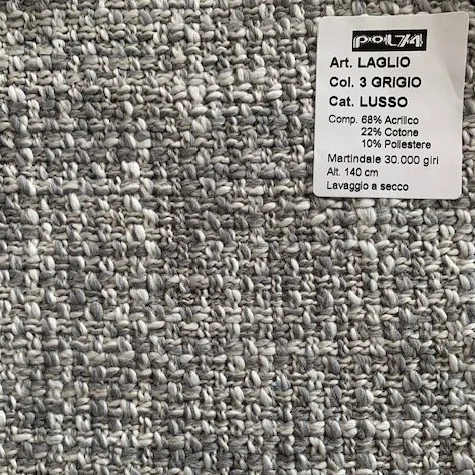 POL74
Art. LAGLIO
Col. 3 GRIGIO
Cat. LUSSO
Comp. 68% Acrilico
22% Cotone
10% Poliestere
Martindale 30.000 giri
Alt. 140 cm
Lavaggio a secco